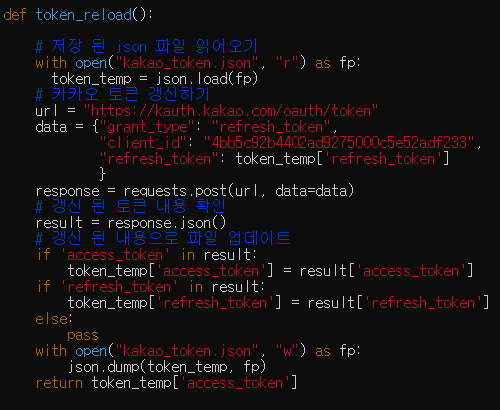 def token_reload():
# 저장 된 json 파일 읽어오기
with open("kakao_token.json", "r") as fp:
token_temp = json.load(fp)
# 카카오 토큰 갱신하기
url = "https://kauth.kakao.com/oauth/token"
data = {"grant_type": "refresh_token",
"client_id": "4bb5c92b4402ad9275000c5e52adf233",
"refresh_token": token_temp['refresh_token']
}
response = requests.post(url, data=data)
# 갱신 된 토큰 내용 확인
result = response.json()
# 갱신 된 내용으로 파일 업데이트
if 'access_token' in result:
token_temp['access_token'] = result['access_token']
if 'refresh_token' in result:
token_temp['refresh_token'] = result['refresh_token']
else:
pass
with open("kakao_token.json", "w") as fp:
json.dump(token_temp, fp)
return token_temp['access_token']